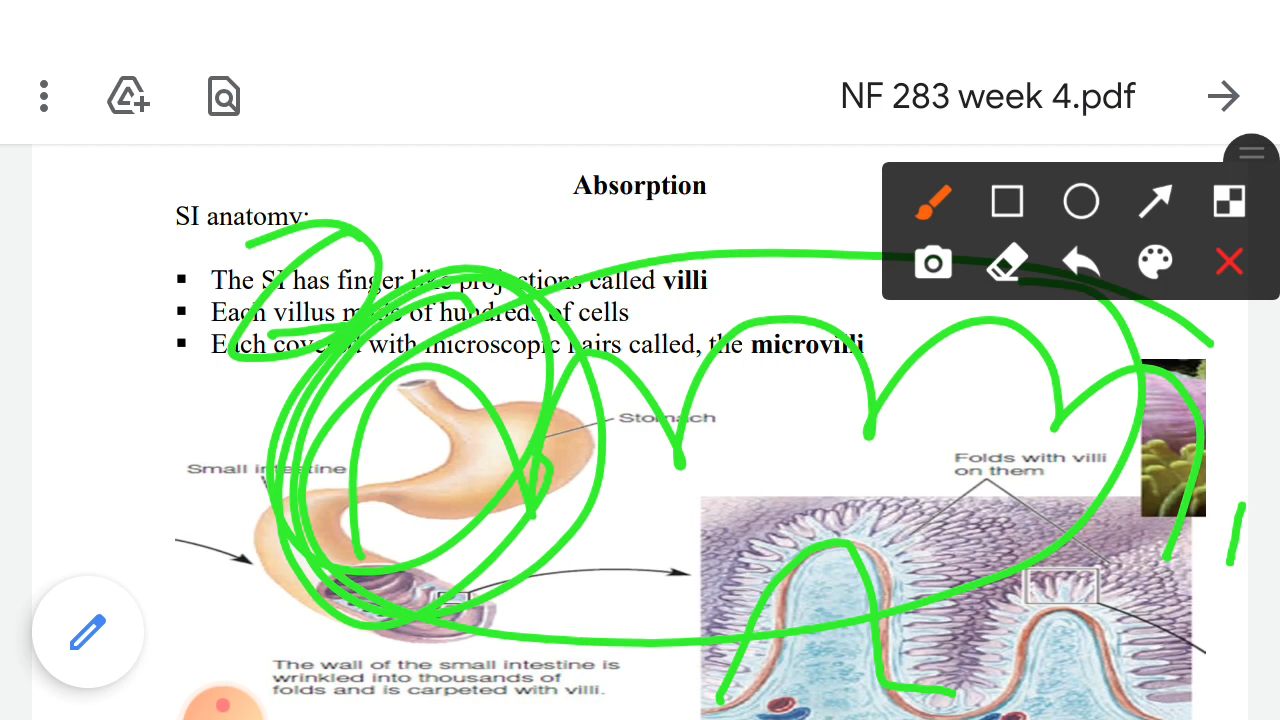 NF 283 week 4.pdf
Absorption
SI anatomy:
▪ The SI has finger like projections called villi
▪ Each villus made of hundreds of cells
▪ Each covered with microscopic hairs called, the microvilli
Stomach
Small intestine
Folds with villi
on them
The wall of the small intestine is
wrinkled into thousands of
folds and is carpeted with villi.